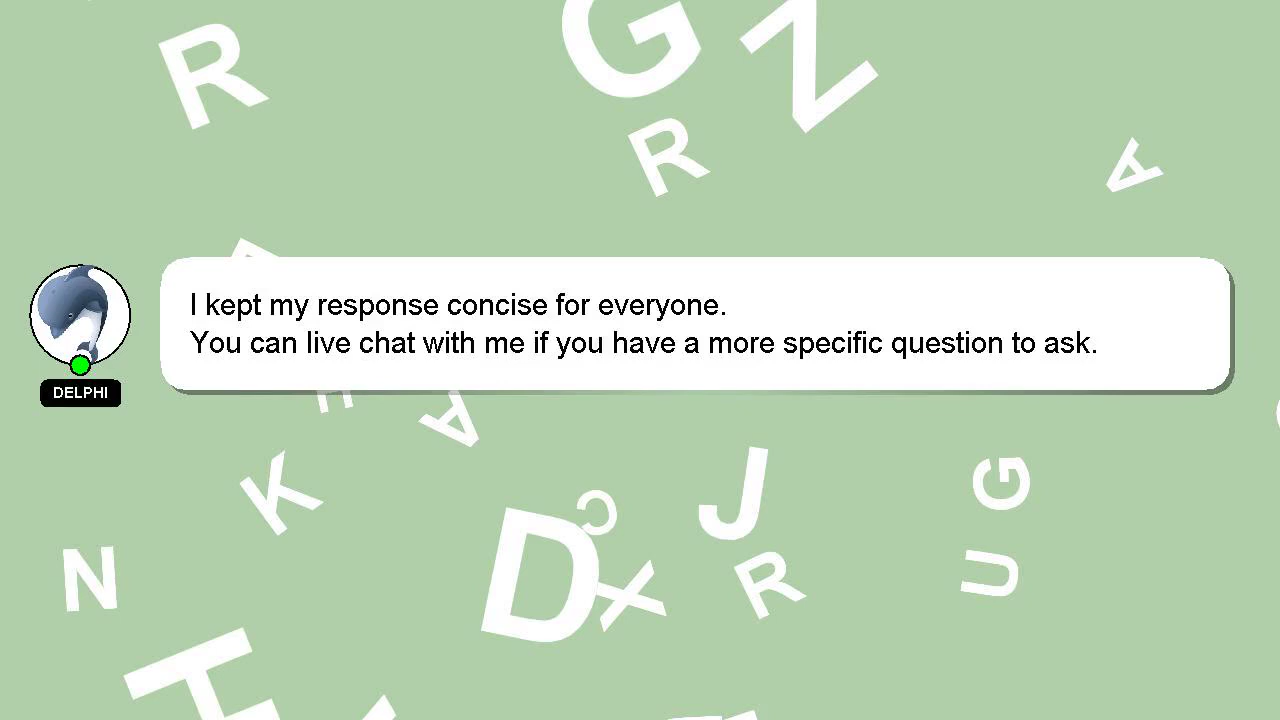 R
G
Z
R
A
I kept my response concise for everyone.
You can live chat with me if you have a more specific question to ask.
DELPHI
A
K
J
G
C
D
N
X
R
U